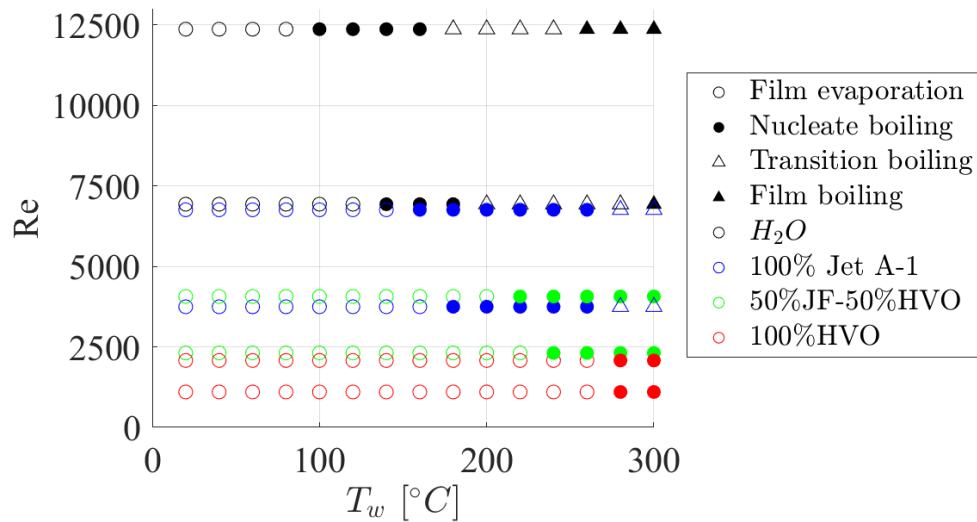 12500
10000
7500
5000
2500
0
Re
0 100 200 300
T_w [°C]
Film evaporation
Nucleate boiling
Transition boiling
Film boiling
H₂O
100% Jet A-1
50%JF-50%HVO
100%HVO